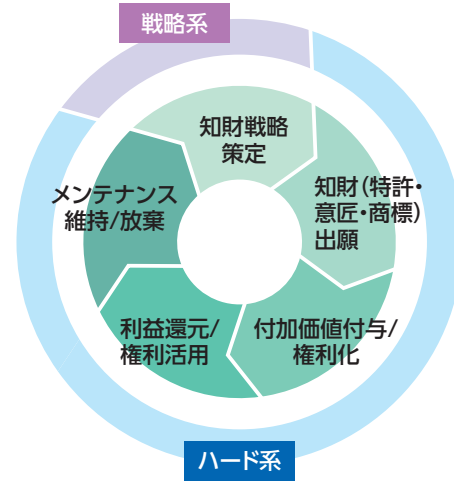 戦略系
知財戦略
策定
知財(特許・
意匠・商標)
出願
付加価値付与/
権利化
利益還元/
権利活用
メンテナンス
維持/放棄
ハード系